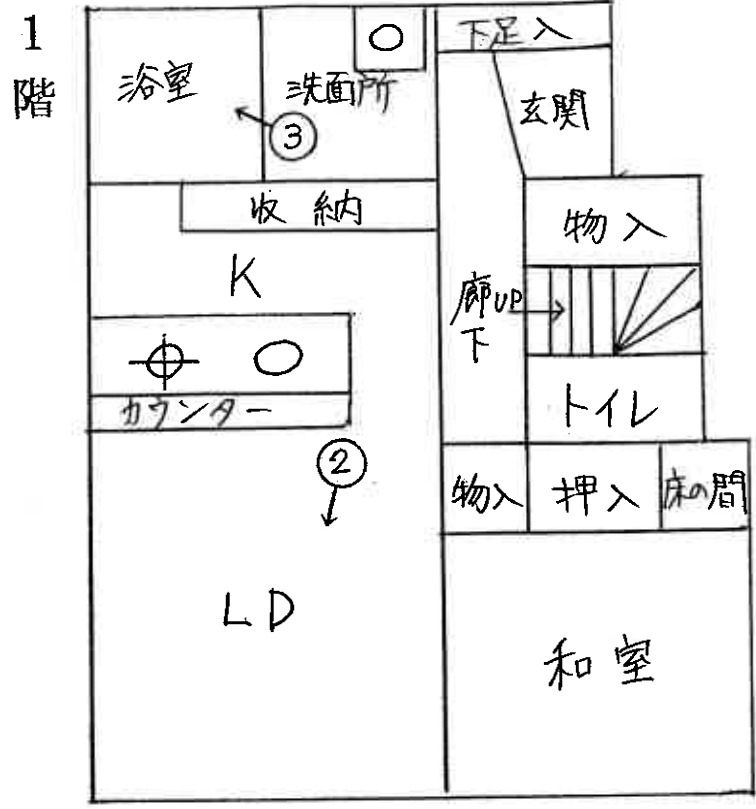 1
階
下足入
浴室
洗面所
玄関
③
収納
物入
K
廊
下
UP
カウンター
トイレ
②
物入
押入
床の間
LD
和室